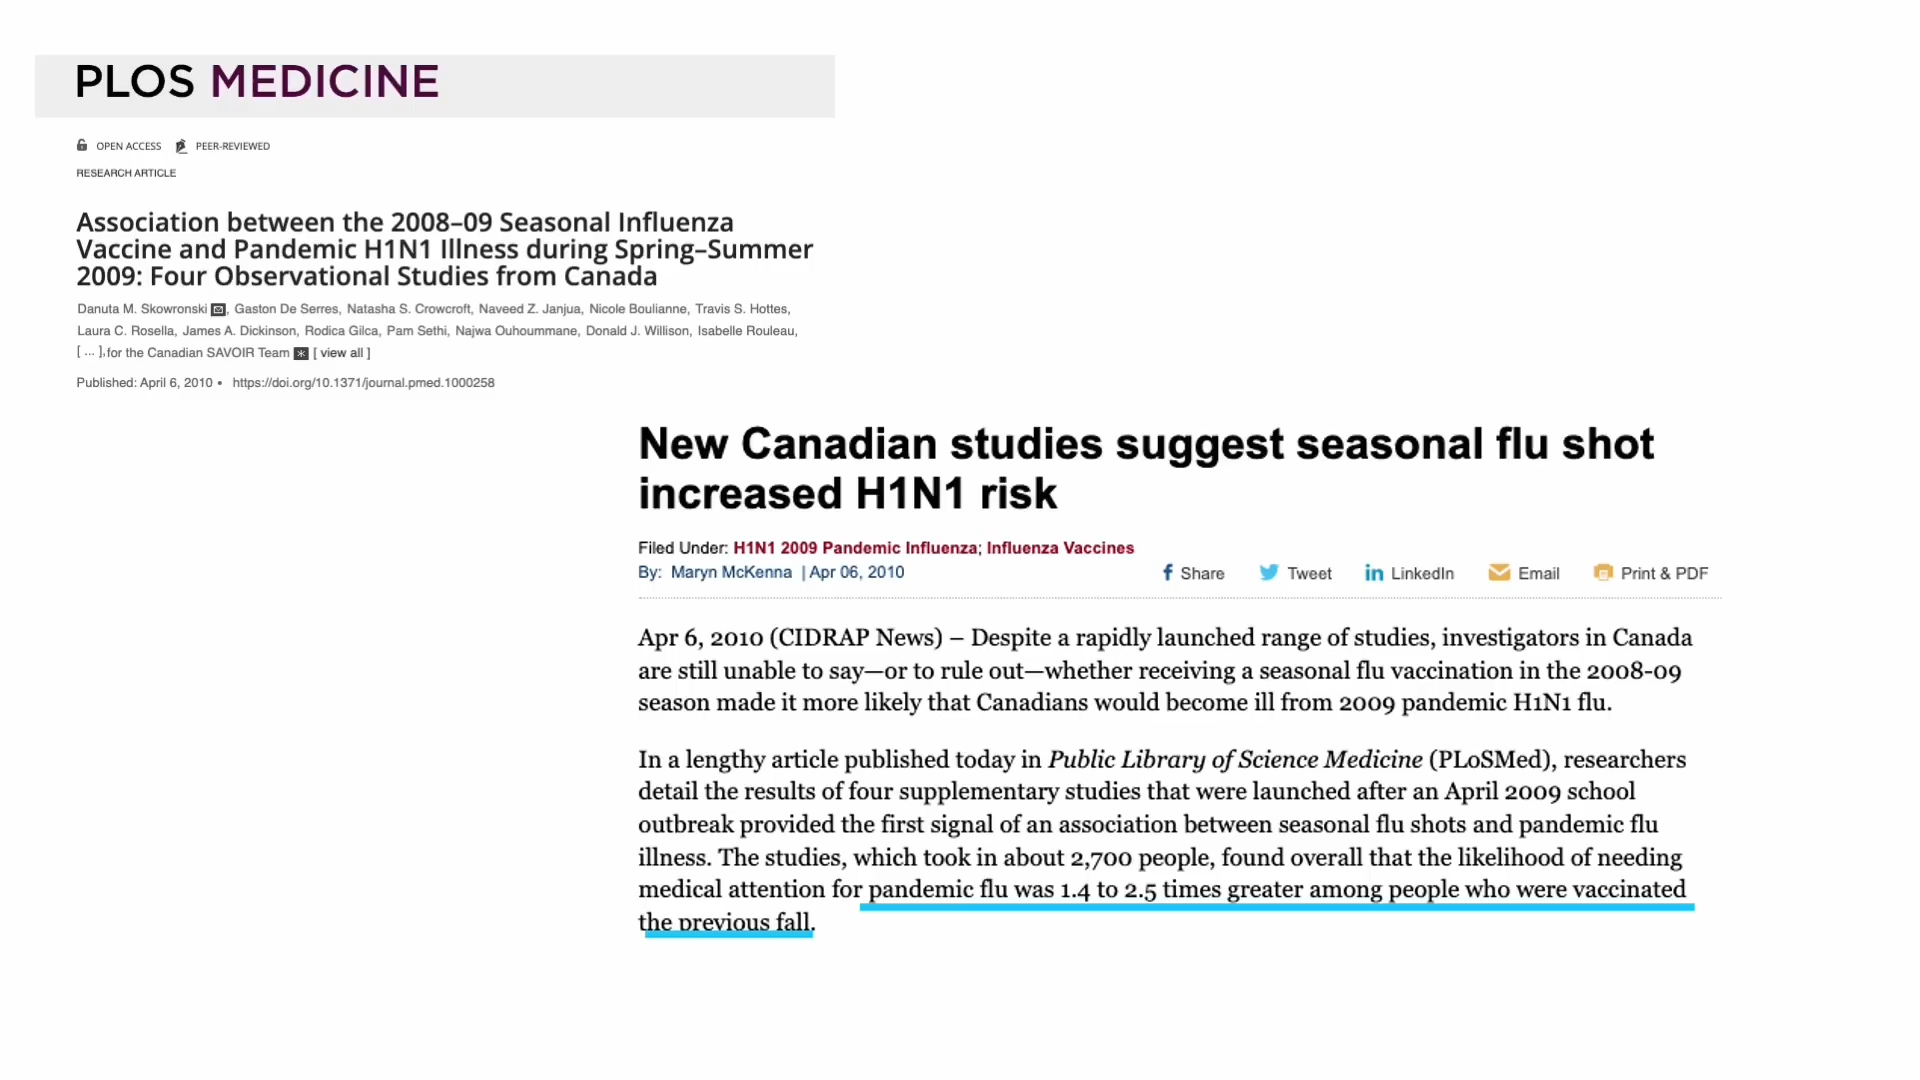 PLOS MEDICINE
OPEN ACCESS PEER-REVIEWED
RESEARCH ARTICLE
Association between the 2008–09 Seasonal Influenza
Vaccine and Pandemic H1N1 Illness during Spring–Summer
2009: Four Observational Studies from Canada
Danuta M. Skowronski, Gaston De Serres, Natasha S. Crowcroft, Naveed Z. Janjua, Nicole Boulianne, Travis S. Hottes,
Laura C. Rosella, James A. Dickinson, Rodica Gilca, Pam Sethi, Najwa Ouhoummane, Donald J. Willison, Isabelle Rouleau,
[ ... ], for the Canadian SAVOIR Team [ view all ]
Published: April 6, 2010 • https://doi.org/10.1371/journal.pmed.1000258
New Canadian studies suggest seasonal flu shot
increased H1N1 risk
Filed Under: H1N1 2009 Pandemic Influenza; Influenza Vaccines
By: Maryn McKenna | Apr 06, 2010
Share Tweet LinkedIn Email Print & PDF
Apr 6, 2010 (CIDRAP News) – Despite a rapidly launched range of studies, investigators in Canada
are still unable to say—or to rule out—whether receiving a seasonal flu vaccination in the 2008-09
season made it more likely that Canadians would become ill from 2009 pandemic H1N1 flu.
In a lengthy article published today in Public Library of Science Medicine (PLoSMed), researchers
detail the results of four supplementary studies that were launched after an April 2009 school
outbreak provided the first signal of an association between seasonal flu shots and pandemic flu
illness. The studies, which took in about 2,700 people, found overall that the likelihood of needing
medical attention for pandemic flu was 1.4 to 2.5 times greater among people who were vaccinated
the previous fall.